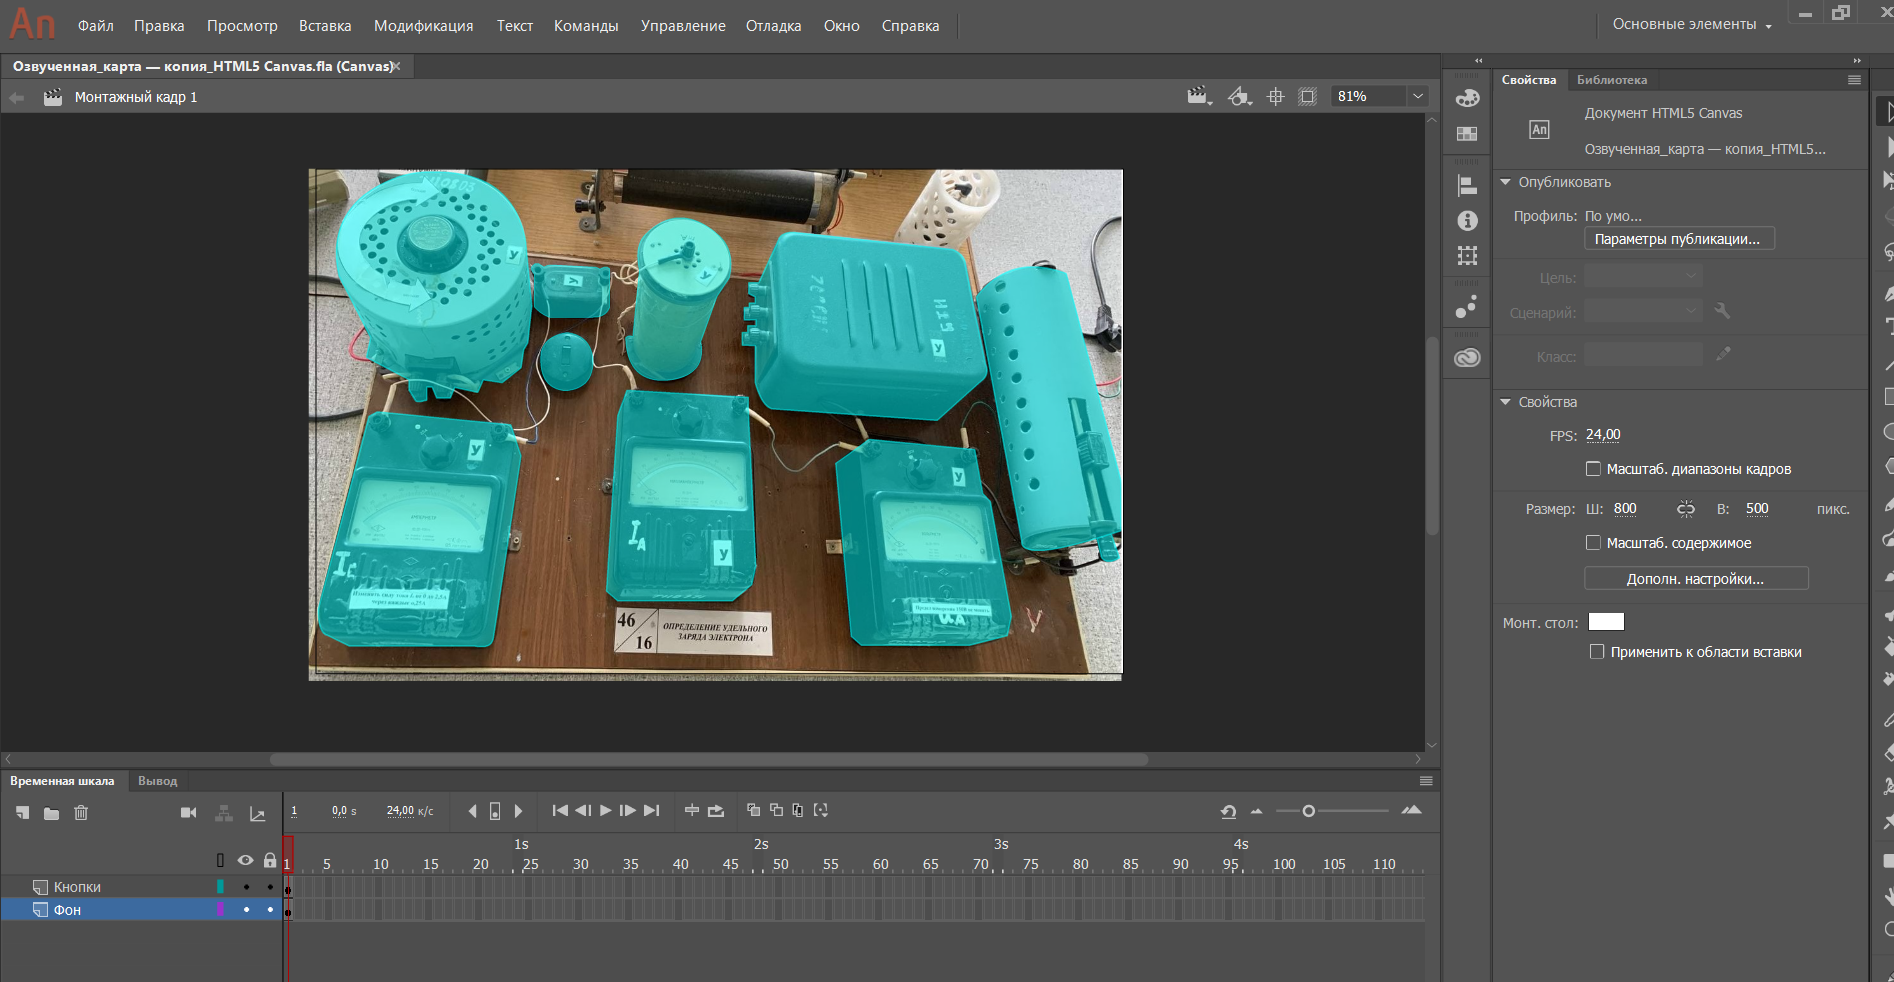 An Файл Правка Просмотр Вставка Модификация Текст Команды Управление Отладка Окно Справка
Основные элементы
Озвученная_карта — копия_HTML5 Canvas.fla (Canvas)
Монтажный кадр 1
81%
Свойства Библиотека
Документ HTML5 Canvas
An
Озвученная_карта — копия_HTML5...
Опубликовать
Профиль: По умо...
Параметры публикации...
Цель:
Сценарий:
Класс:
Свойства
FPS: 24,00
Масштаб. диапазоны кадров
Размер: Ш: 800 В: 500 пикс.
Масштаб. содержимое
Дополн. настройки...
Монт. стол:
Применить к области вставки
У
У
У
У
У
У
У
I
I A
46
16
ОПРЕДЕЛЕНИЕ УДЕЛЬНОГО
ЗАРЯДА ЭЛЕКТРОНА
Временная шкала Вывод
1 0,0 s 24,00 к/с
1s 2s 3s 4s
1 5 10 15 20 25 30 35 40 45 50 55 60 65 70 75 80 85 90 95 100 105 110
Кнопки
Фон